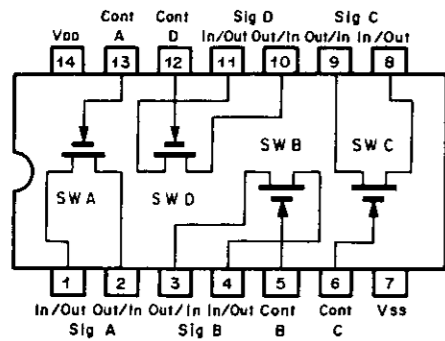 Cont Cont Sig D Sig C
VDD A D In/Out Out/In Out/In In/Out
14 13 12 11 10 9 8
SW B SW C
SW A SW D
1 2 3 4 5 6 7
In/Out Out/In Out/In In/Out Cont Cont Vss
Sig A Sig B B C